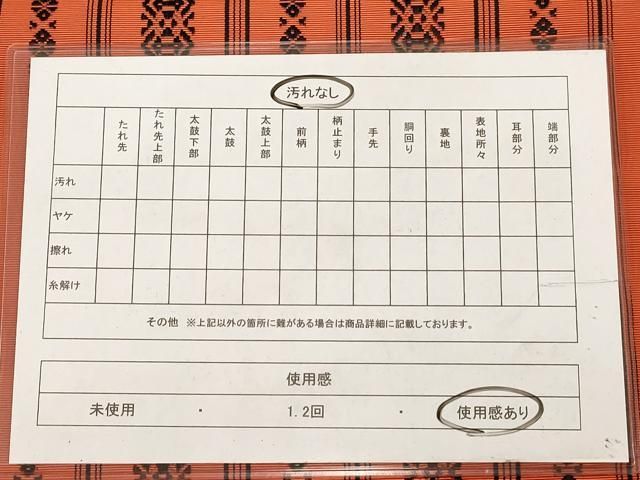 汚れなし
たれ先 たれ先上部 太鼓下部 太鼓 太鼓上部 前柄 柄止まり 手先 胴回り 裏地 表地所々 耳部分 端部分
汚れ
ヤケ
擦れ
糸解け
その他 ※上記以外の箇所に難がある場合は商品詳細に記載しております。
使用感
未使用 ・ 1.2回 ・ 使用感あり